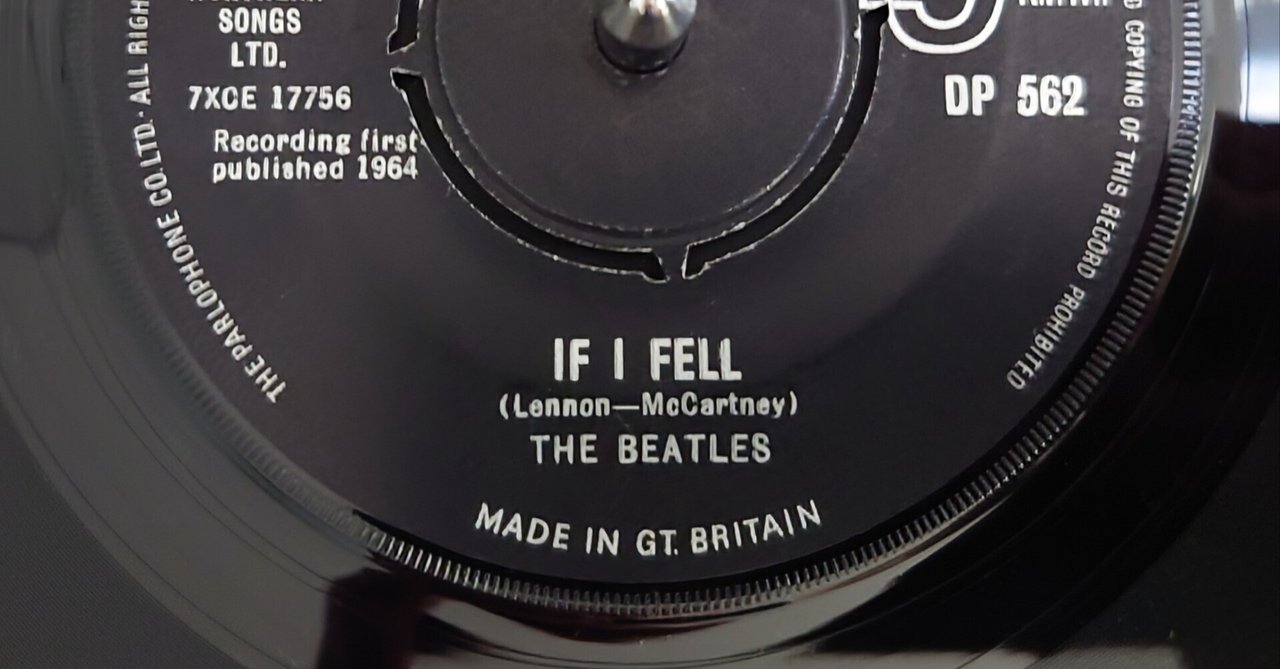 SONGS
LTD.
7XCE 17756
Recording first
published 1964
DP 562
THE PARLOPHONE CO. LTD. · ALL RIGH
COPYING OF THIS RECORD PROHIBITED
IF I FELL
(Lennon—McCartney)
THE BEATLES
MADE IN GT. BRITAIN